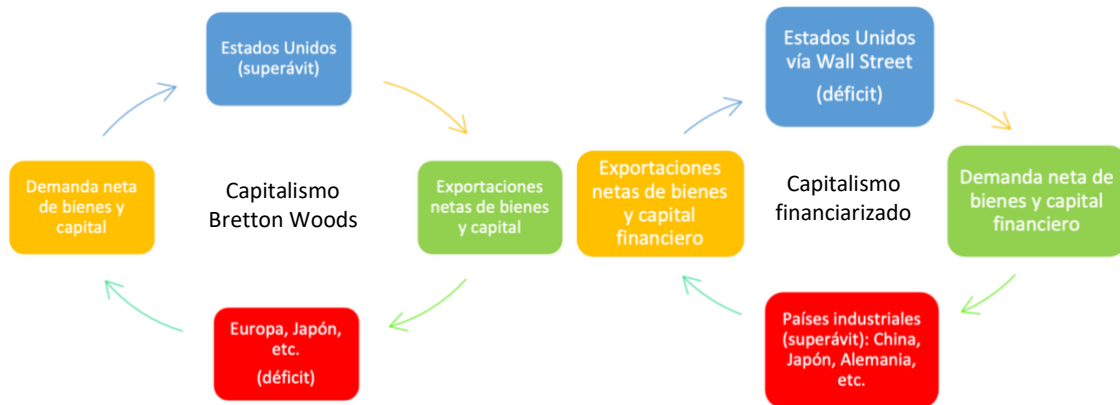 Estados Unidos
(superávit)
Demanda neta
de bienes y
capital
Capitalismo
Bretton Woods
Exportaciones
netas de bienes
y capital
Europa, Japón,
etc.
(déficit)
Estados Unidos
vía Wall Street
(déficit)
Exportaciones
netas de bienes
y capital
financiero
Capitalismo
financiarizado
Demanda neta de
bienes y capital
financiero
Países industriales
(superávit): China,
Japón, Alemania,
etc.